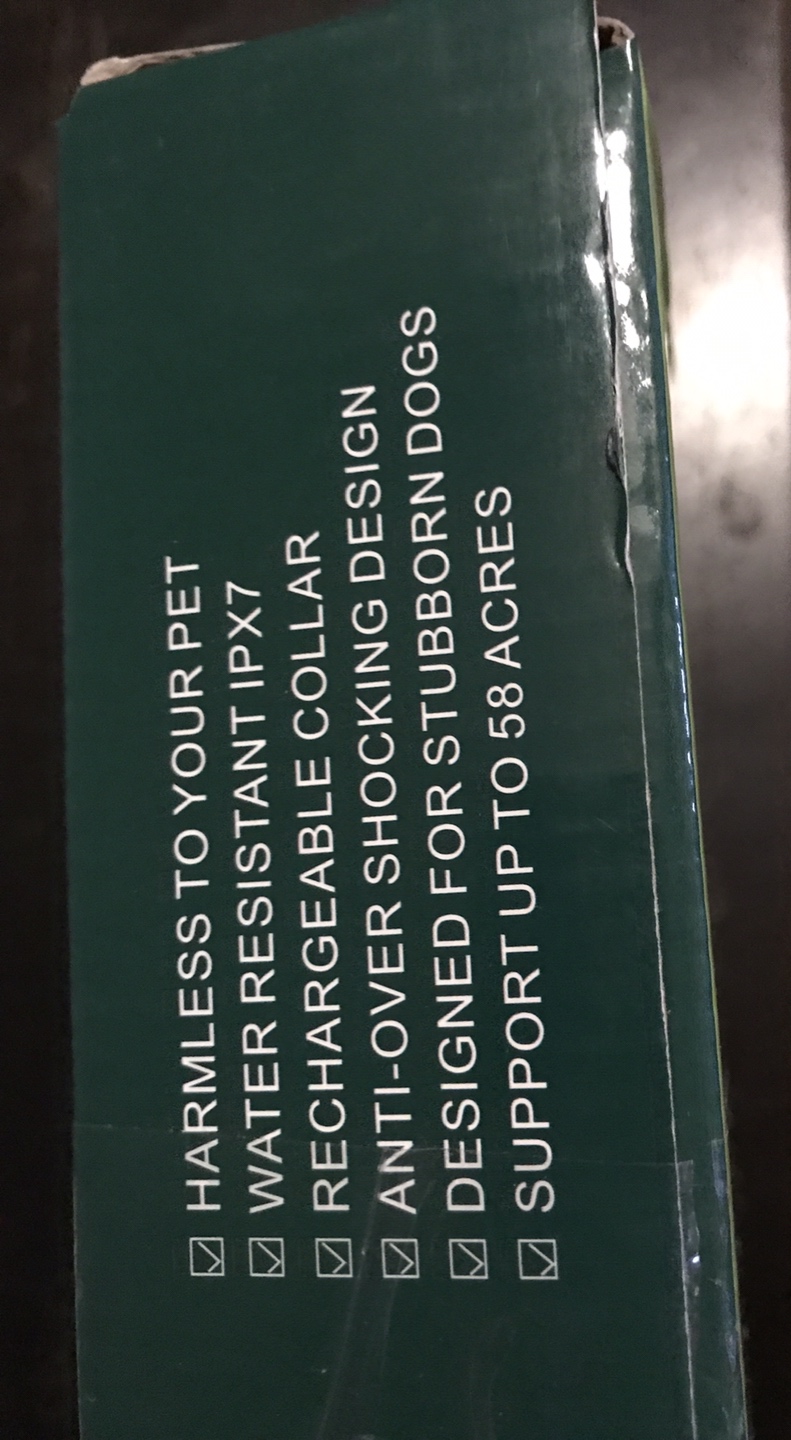 ☑ HARMLESS TO YOUR PET
☑ WATER RESISTANT IPX7
☑ RECHARGEABLE COLLAR
☑ ANTI-OVER SHOCKING DESIGN
☑ DESIGNED FOR STUBBORN DOGS
☑ SUPPORT UP TO 58 ACRES